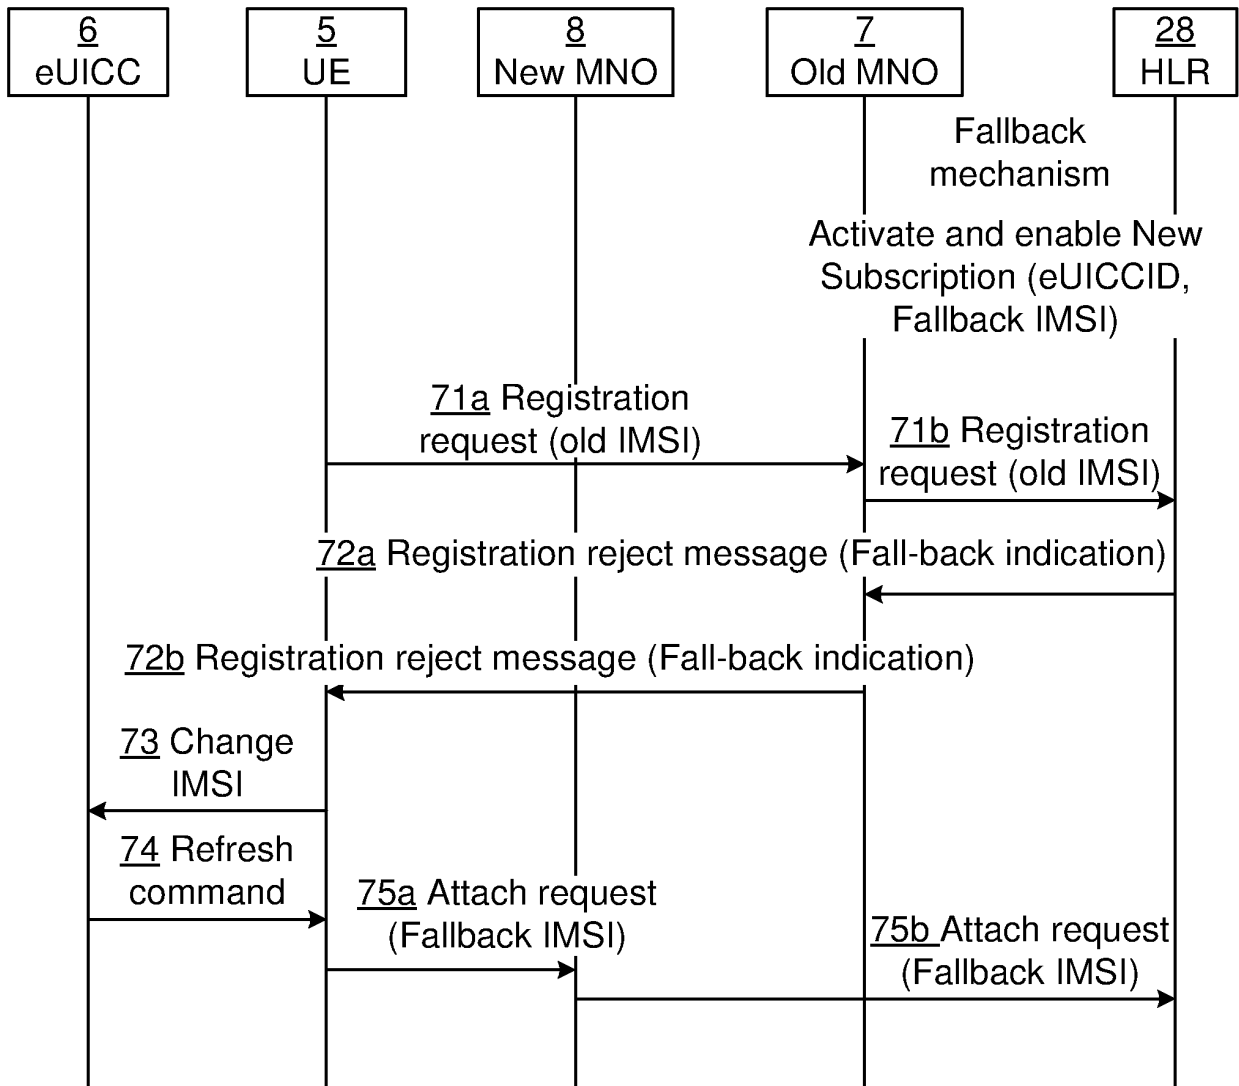 6
eUICC
5
UE
8
New MNO
7
Old MNO
28
HLR
Fallback
mechanism
Activate and enable New
Subscription (eUICCID,
Fallback IMSI)
71a Registration
request (old IMSI)
71b Registration
request (old IMSI)
72a Registration reject message (Fall-back indication)
72b Registration reject message (Fall-back indication)
73 Change
IMSI
74 Refresh
command
75a Attach request
(Fallback IMSI)
75b Attach request
(Fallback IMSI)